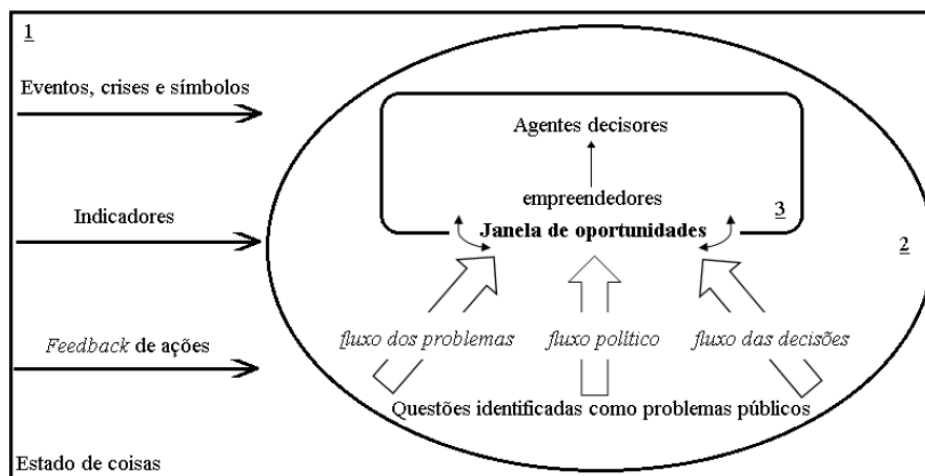 1
Eventos, crises e símbolos
Agentes decisores
empreendedores
Indicadores
3
Janela de oportunidades
2
Feedback de ações
fluxo dos problemas
fluxo político
fluxo das decisões
Questões identificadas como problemas públicos
Estado de coisas